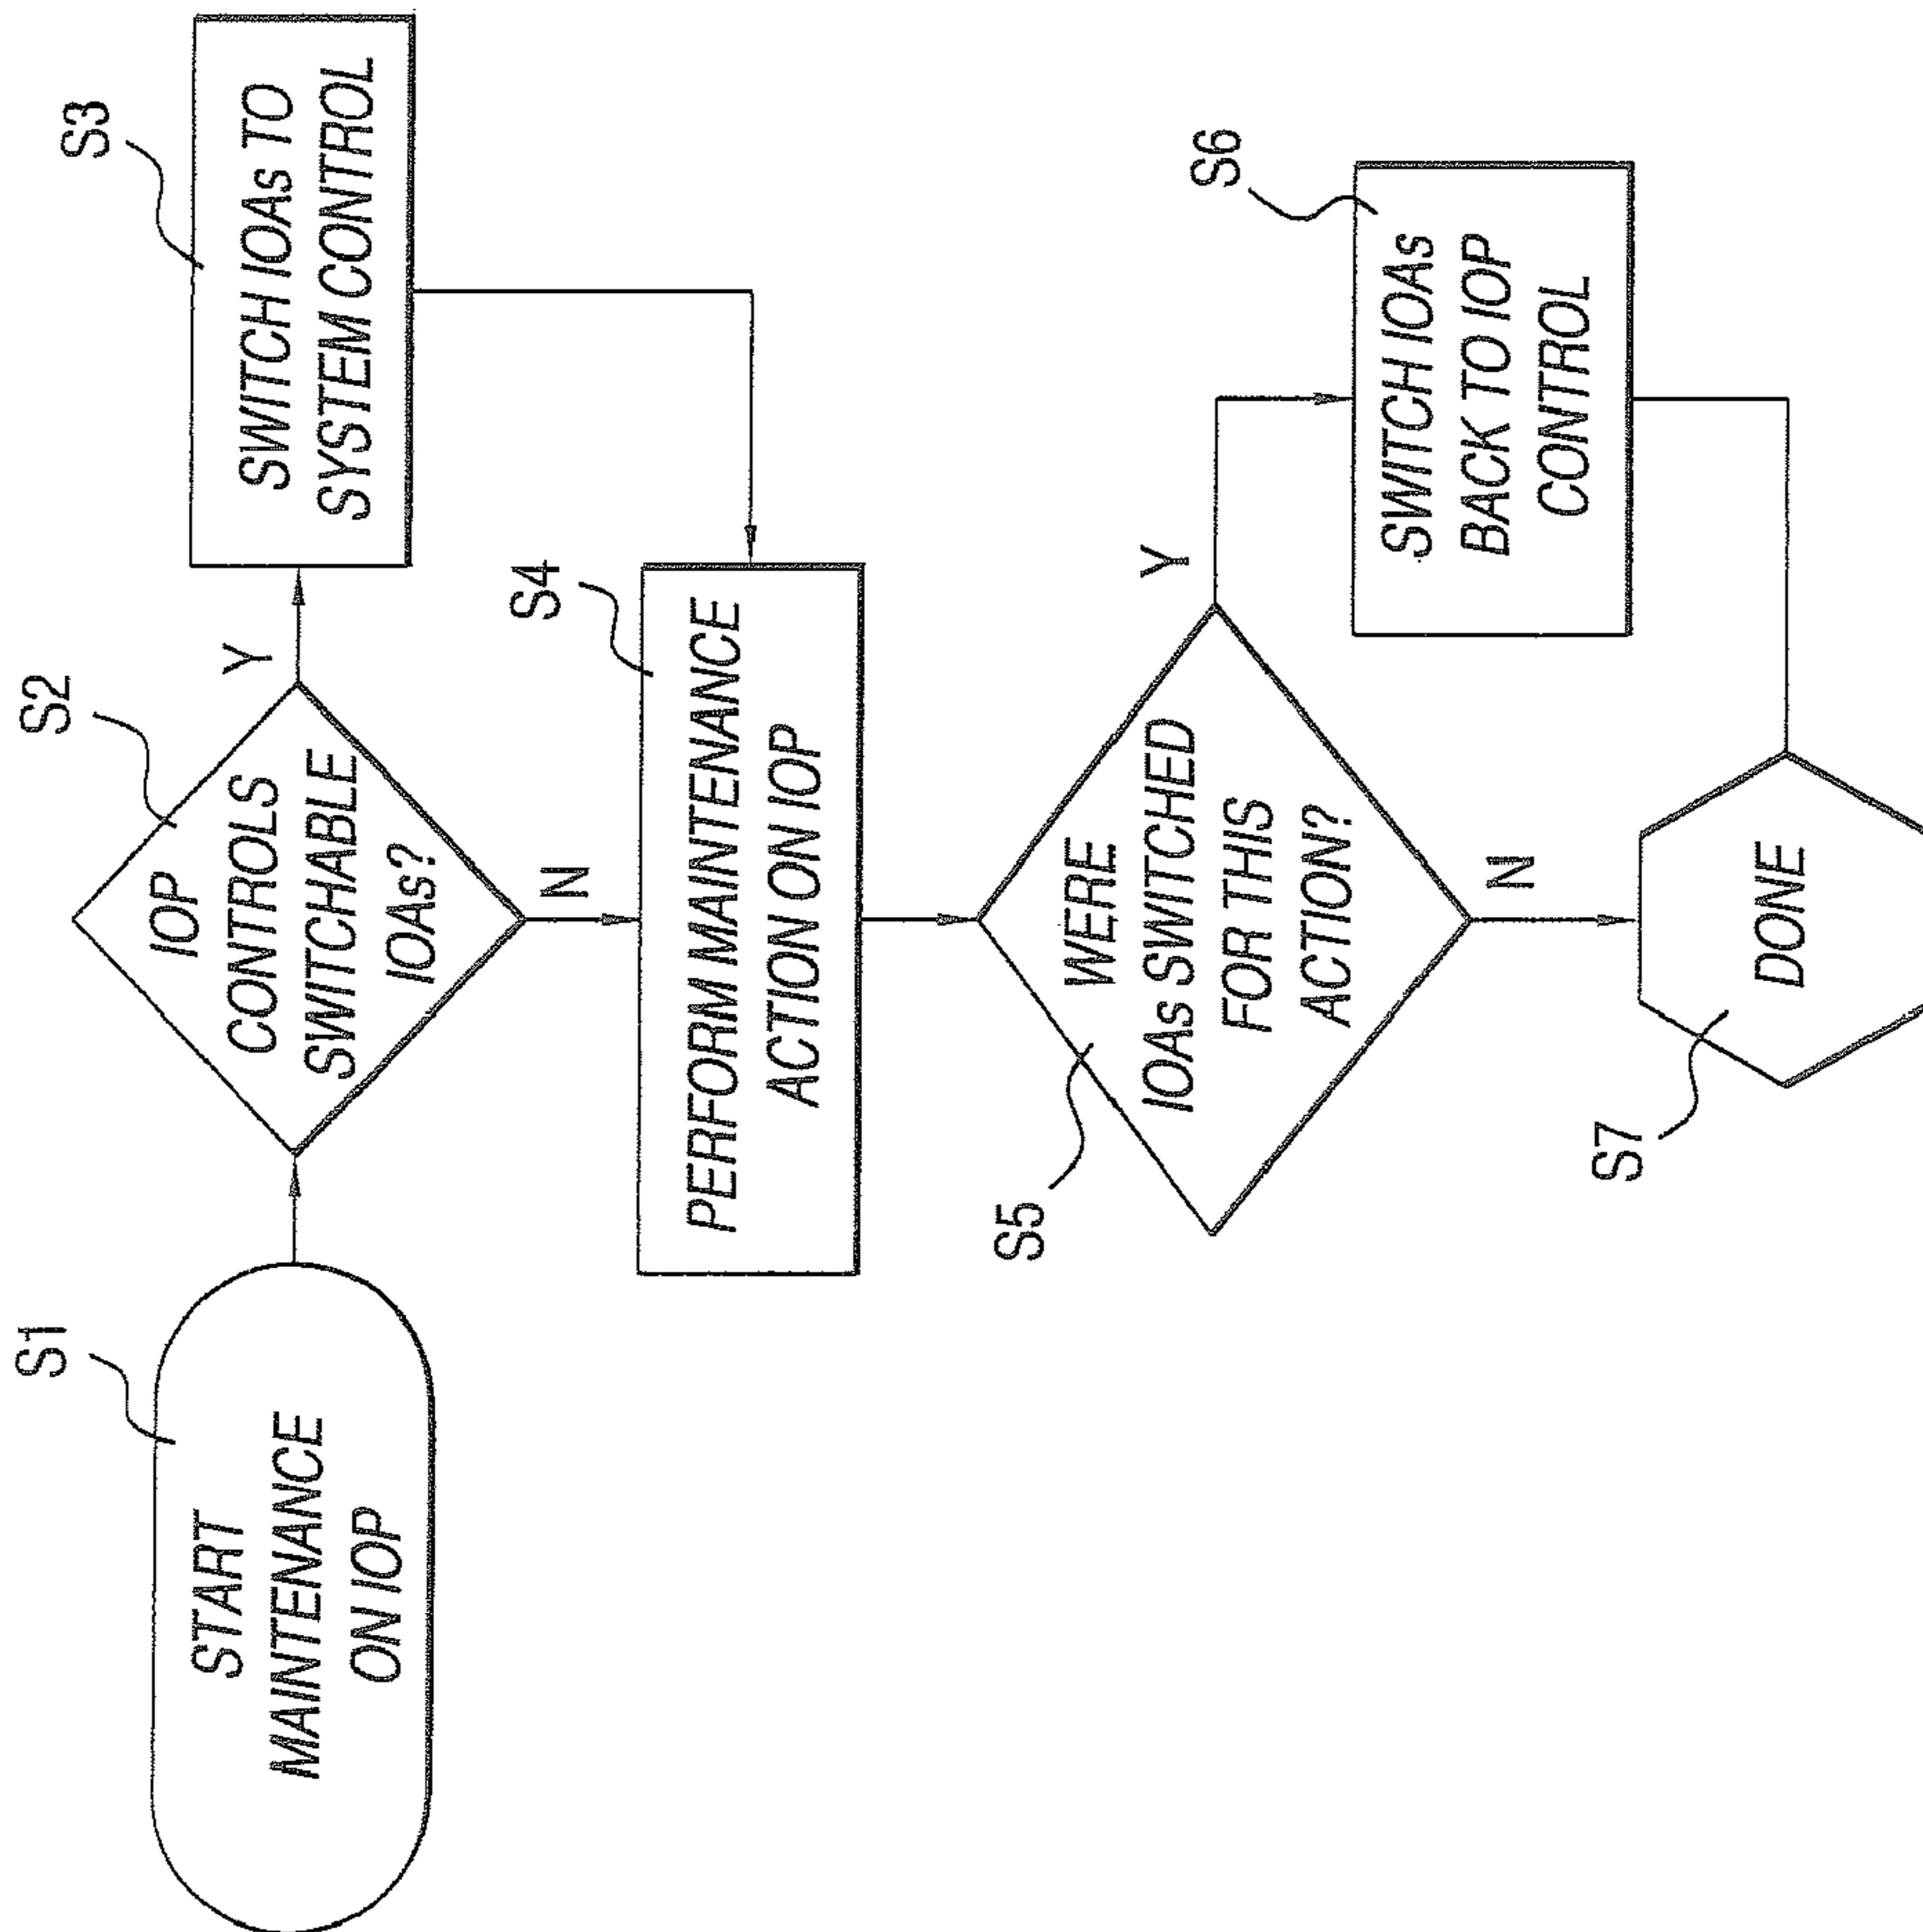 S1
START
MAINTENANCE
ON IOP
S2
IOP
CONTROLS
SWITCHABLE
IOAs?
Y
N
S3
SWITCH IOAs TO
SYSTEM CONTROL
S4
PERFORM MAINTENANCE
ACTION ON IOP
S5
WERE
IOAs SWITCHED
FOR THIS
ACTION?
Y
N
S6
SWITCH IOAs
BACK TO IOP
CONTROL
S7
DONE